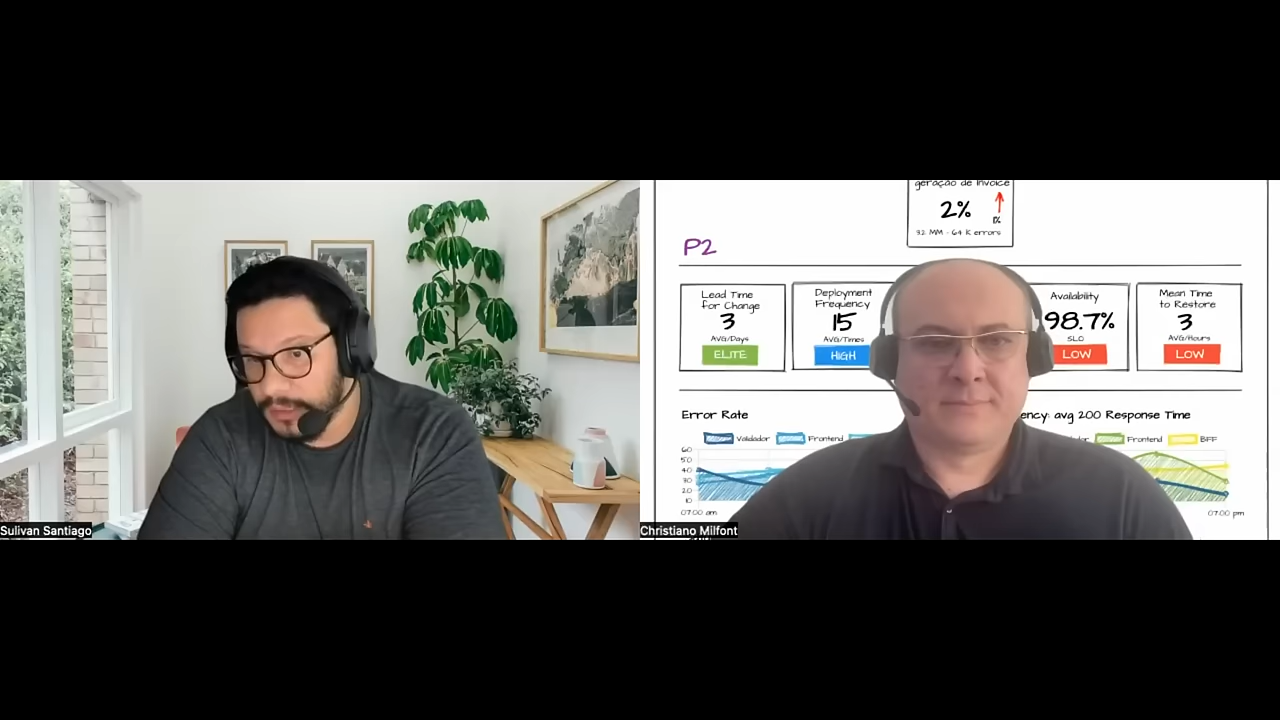 geração de Invoice
2%
1%
3.2 MM - 64 K errors
P2
Lead Time
for Change
3
AVG/Days
ELITE
Deployment
Frequency
15
AVG/Times
HIGH
Availability
98.7%
SLO
LOW
Mean Time
to Restore
3
AVG/Hours
LOW
Error Rate
Validador
Frontend
60
50
40
30
20
10
07:00 am
ency: avg 200 Response Time
Frontend
BFF
07:00 pm
Sulivan Santiago
Christiano Milfont